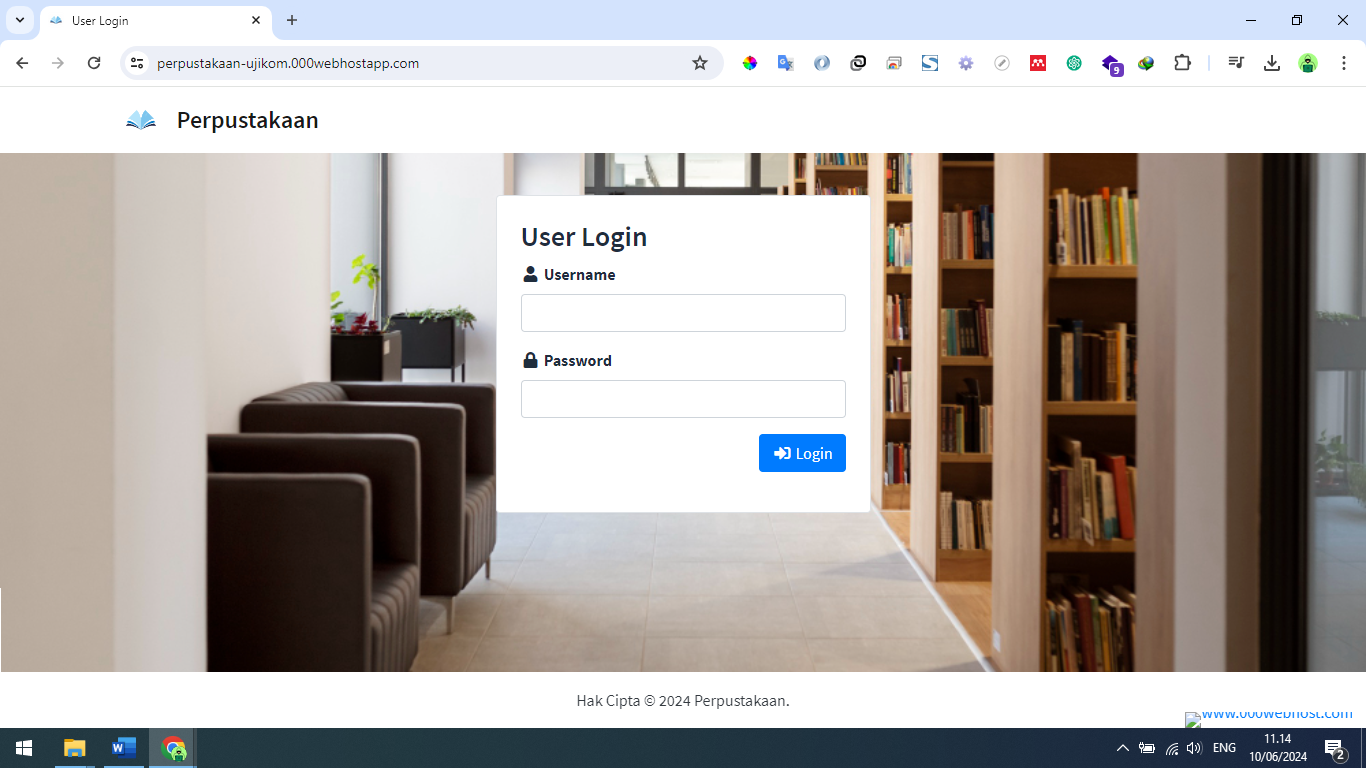 User Login
perpustakaan-ujikom.000webhostapp.com
9
Perpustakaan
User Login
Username
Password
Login
Hak Cipta © 2024 Perpustakaan.
www.000webhost.com
W
ENG
11.14
10/06/2024
2